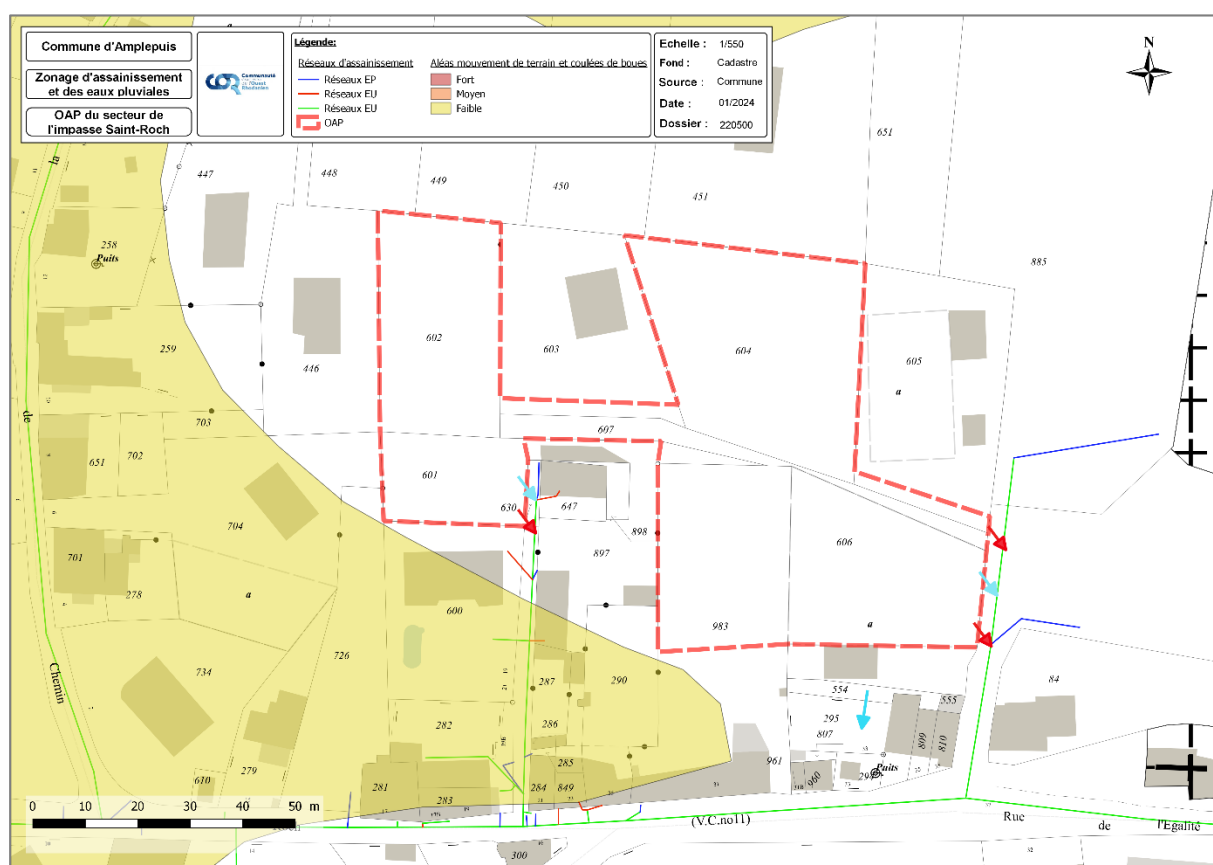 Commune d'Amplepuis
Zonage d'assainissement
et des eaux pluviales
OAP du secteur de
l'impasse Saint-Roch
COR
Communauté
Légende:
Réseaux d'assainissement
Réseaux EP
Réseaux EU
Réseaux EU
OAP
Aléas mouvement de terrain et coulées de boues
Fort
Moyen
Faible
Echelle : 1/550
Fond : Cadastre
Source : Commune
Date : 01/2024
Dossier : 220500
N
a
la
447
448
449
450
451
651
885
258
Puits
259
446
602
603
604
605
a
703
607
651
702
601
630
647
898
704
897
606
701
278
a
600
983
a
726
734
287
290
554
555
84
295
807
282
286
809
810
285
961
Puits
610
279
281
283
284
849
960
de
Chemin
0 10 20 30 40 50 m
(V.C.no11)
Rue
de
l'Egalité
300